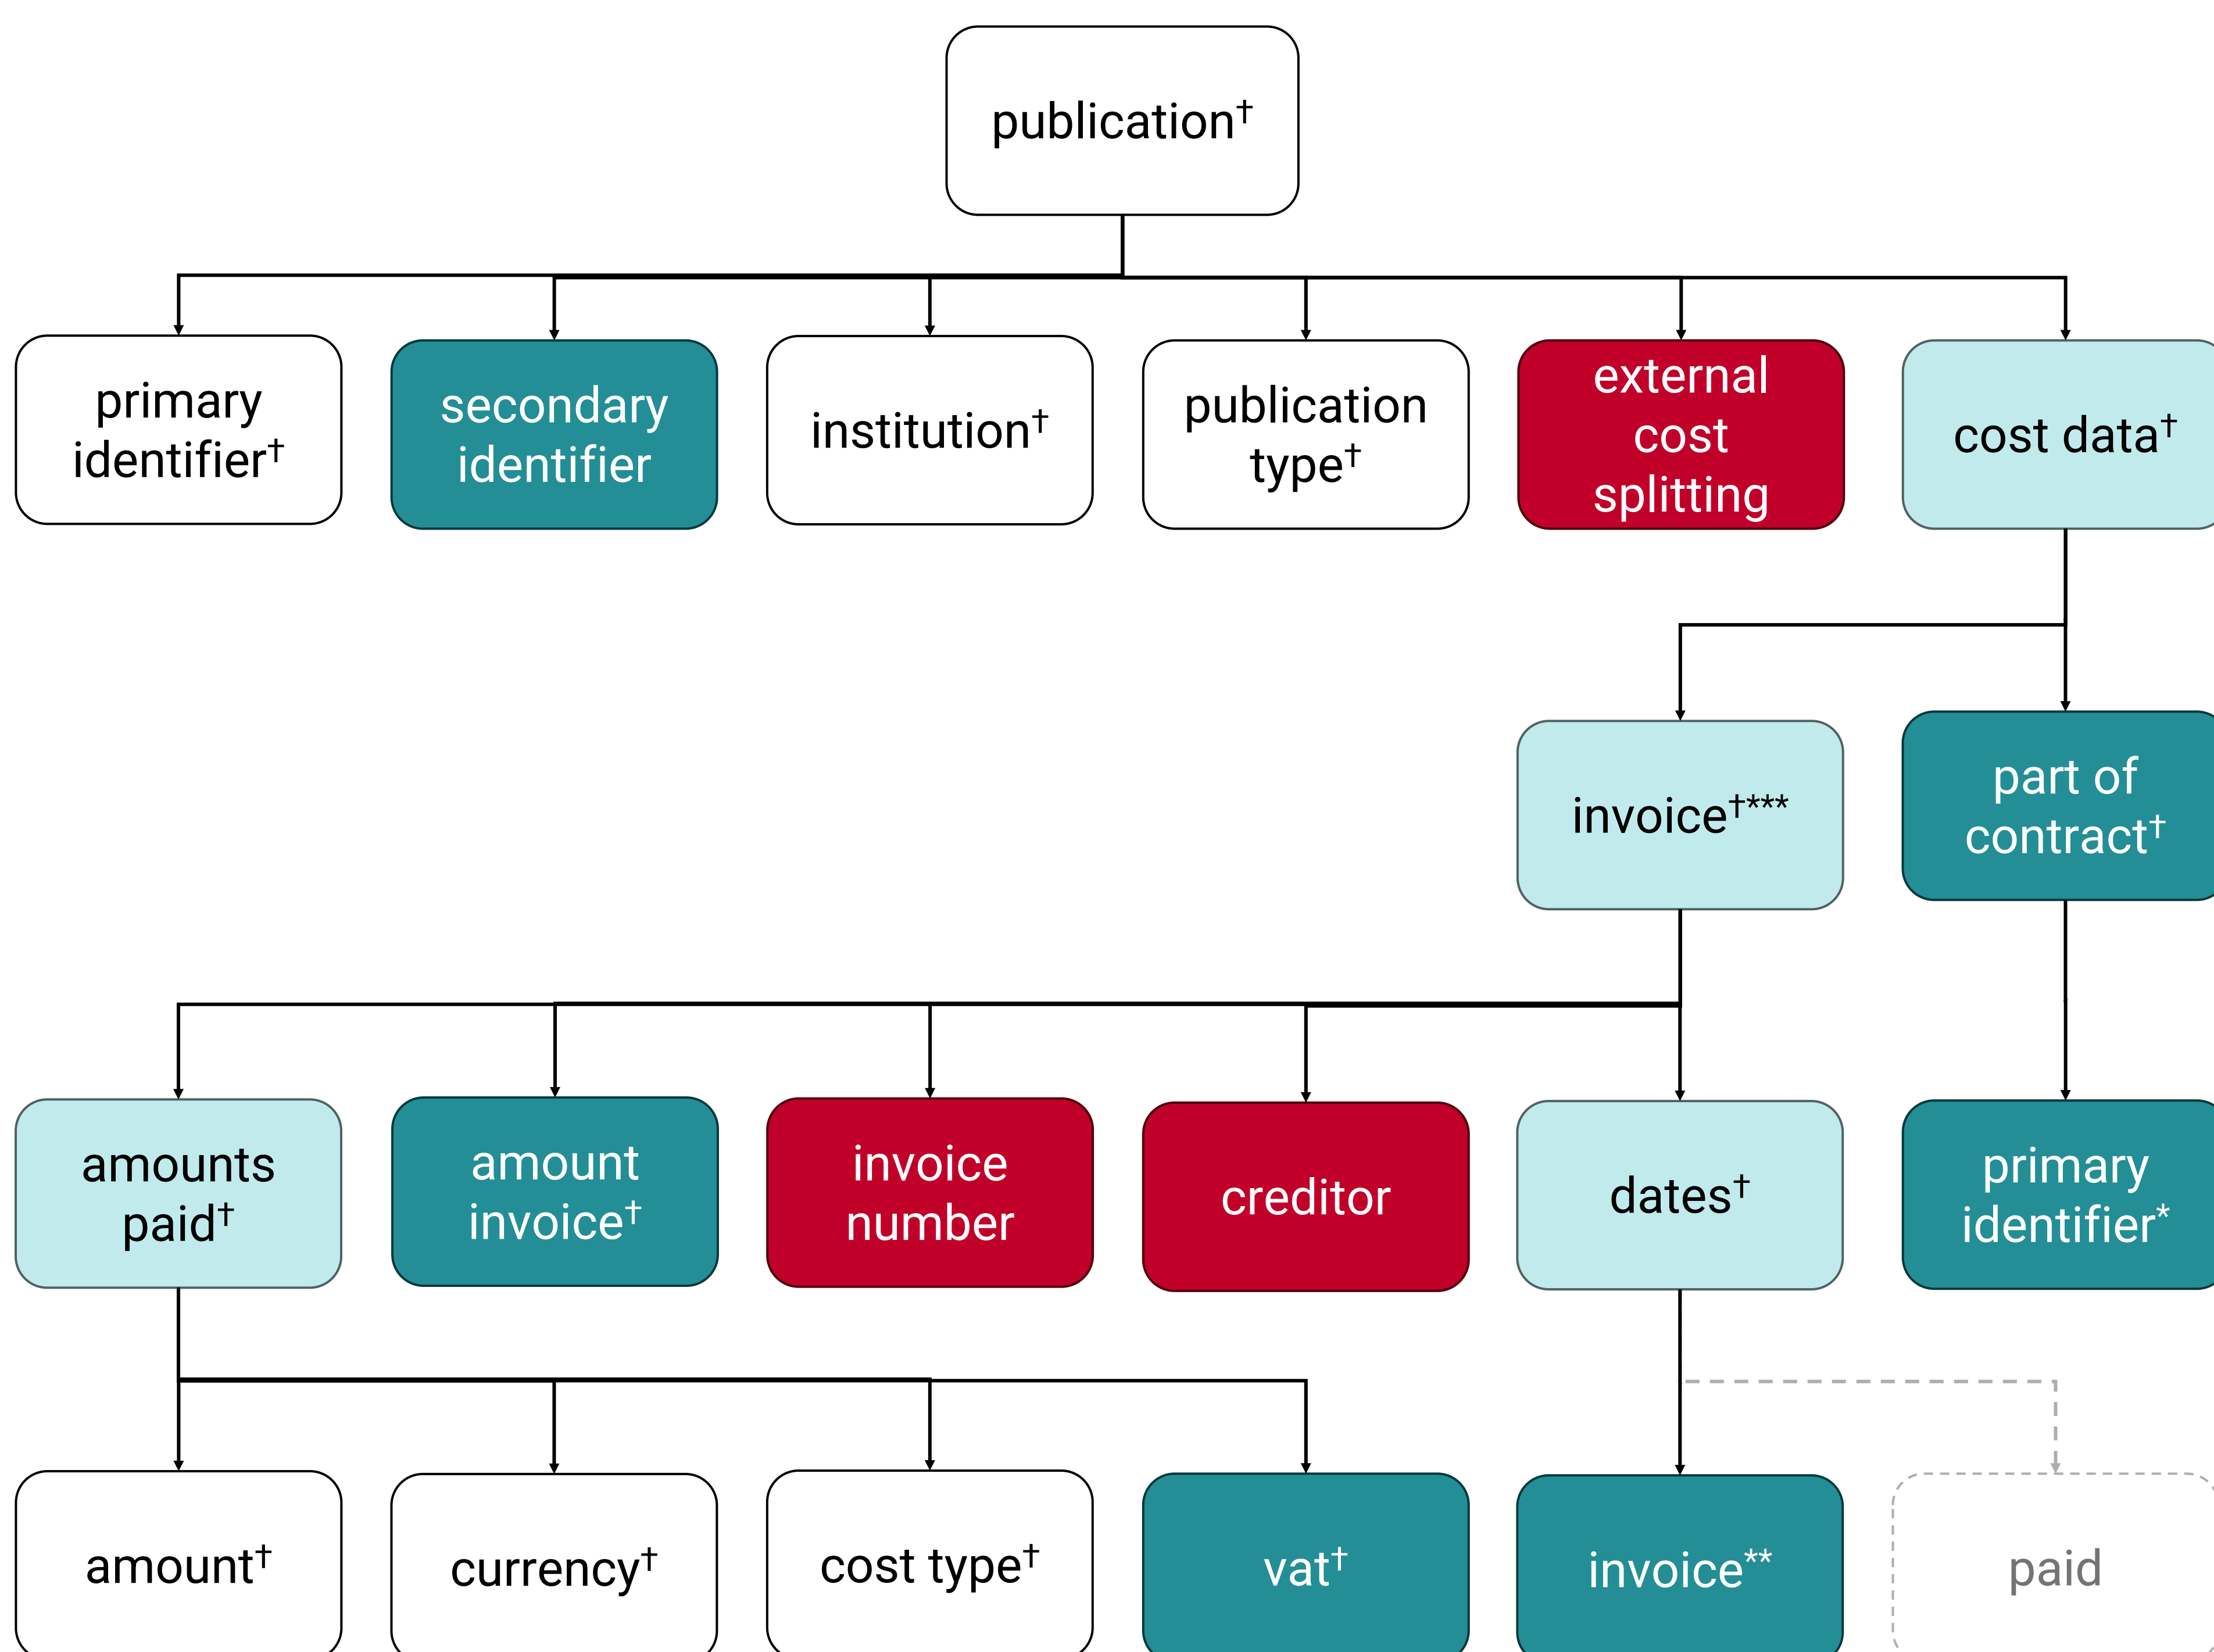 publication†
primary
identifier†
secondary
identifier
institution†
publication
type†
external
cost
splitting
cost data†
invoice†***
part of
contract†
amounts
paid†
amount
invoice†
invoice
number
creditor
dates†
primary
identifier*
amount†
currency†
cost type†
vat†
invoice**
paid